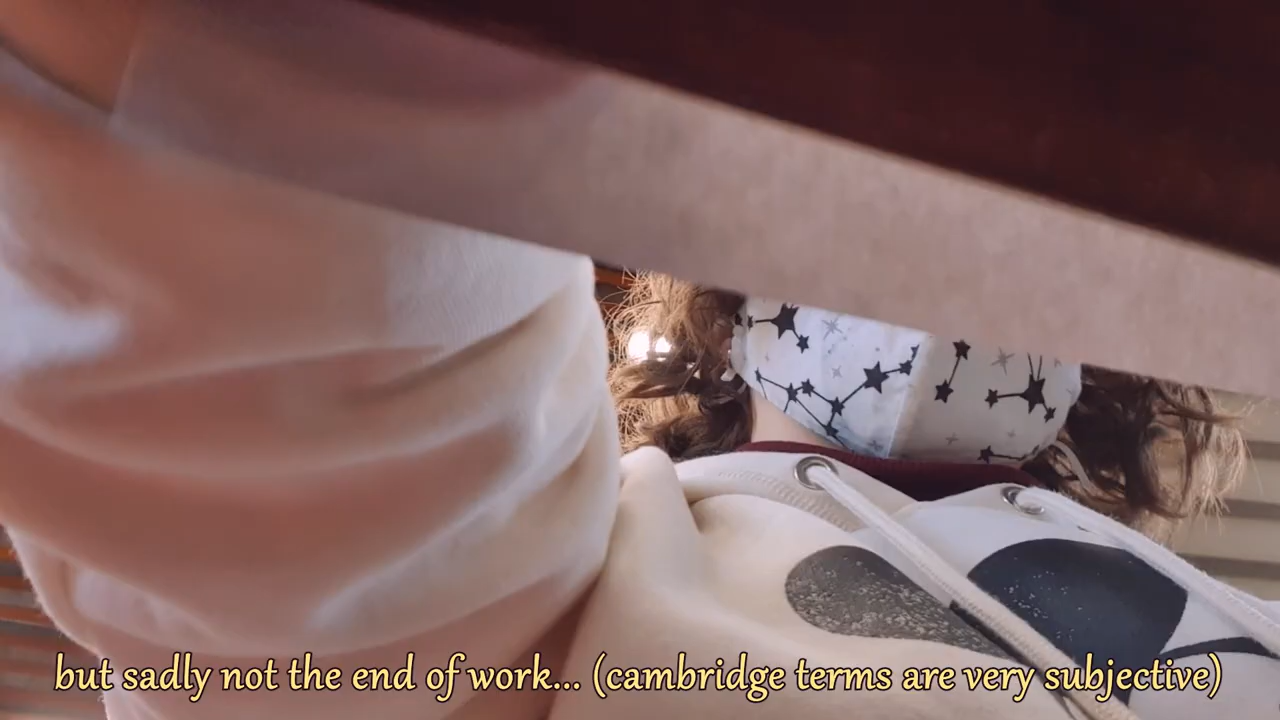 but sadly not the end of work... (cambridge terms are very subjective)